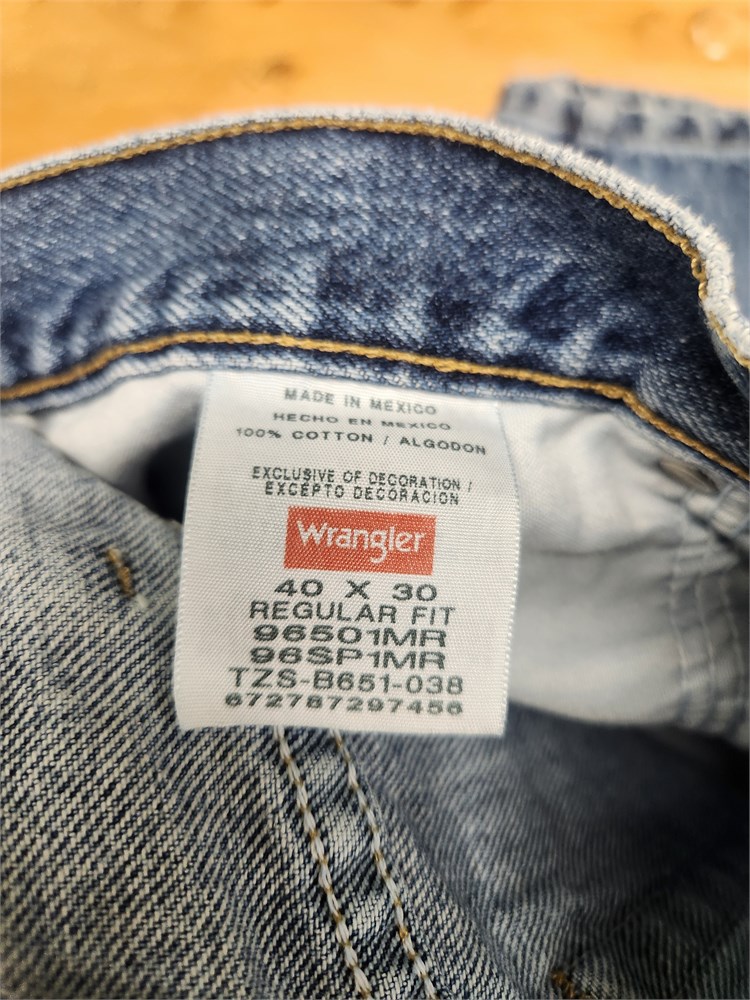 MADE IN MEXICO
HECHO EN MEXICO
100% COTTON / ALGODON
EXCLUSIVE OF DECORATION /
EXCEPTO DECORACION
Wrangler
40 X 30
REGULAR FIT
96501MR
96SP1MR
TZS-B651-038
672787297456